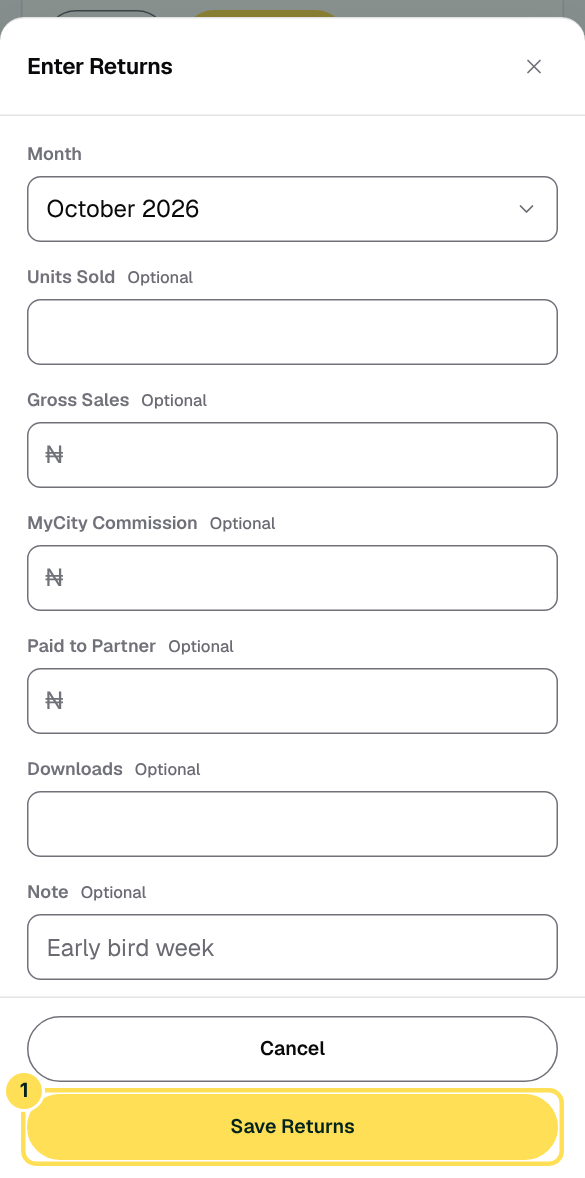 Enter Returns
Month
October 2026
Units Sold Optional
Gross Sales Optional
₦
MyCity Commission Optional
₦
Paid to Partner Optional
₦
Downloads Optional
Note Optional
Early bird week
Cancel
1
Save Returns